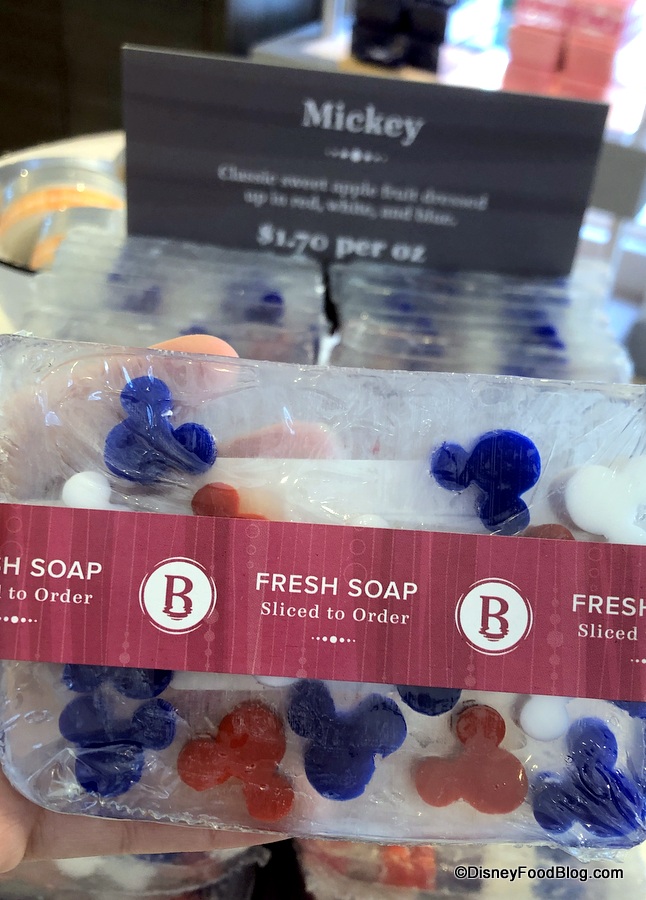 Mickey
Classic sweet apple fruit dressed
up in red, white, and blue.
$1.70 per oz
SH SOAP
to Order
B
FRESH SOAP
Sliced to Order
B
FRESH
Sliced
©DisneyFoodBlog.com